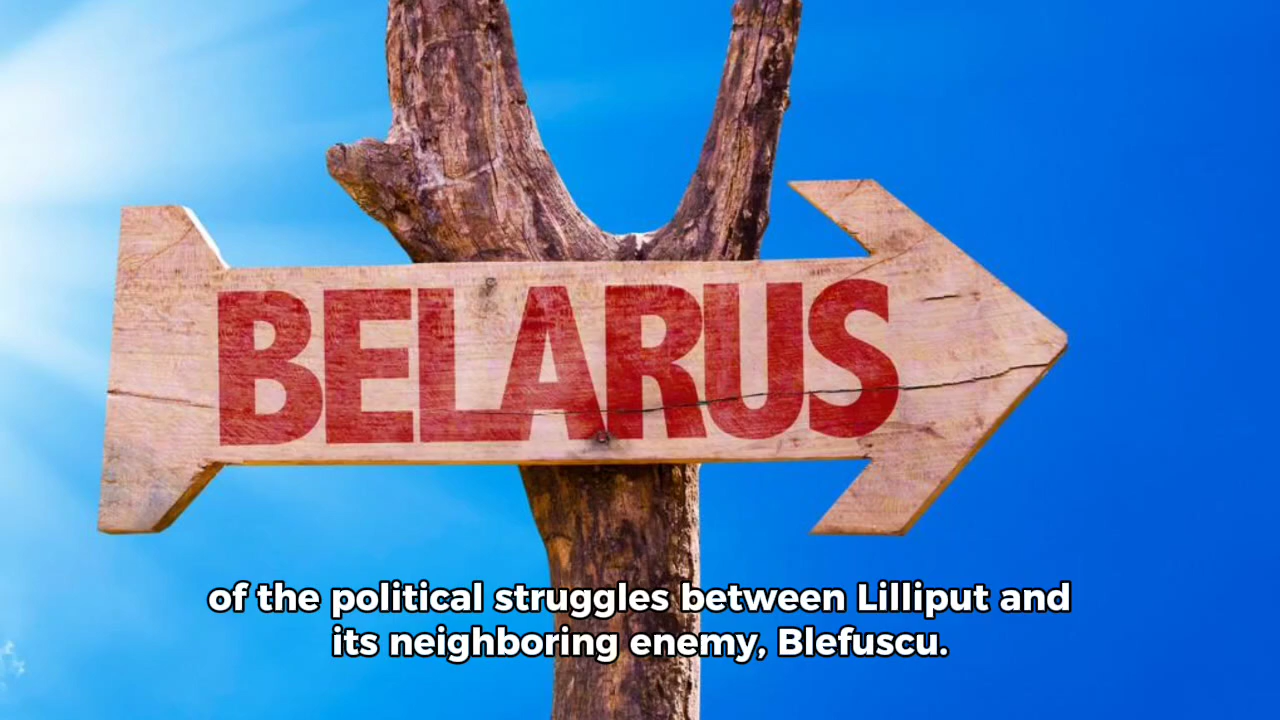 BELARUS
of the political struggles between Lilliput and
its neighboring enemy, Blefuscu.